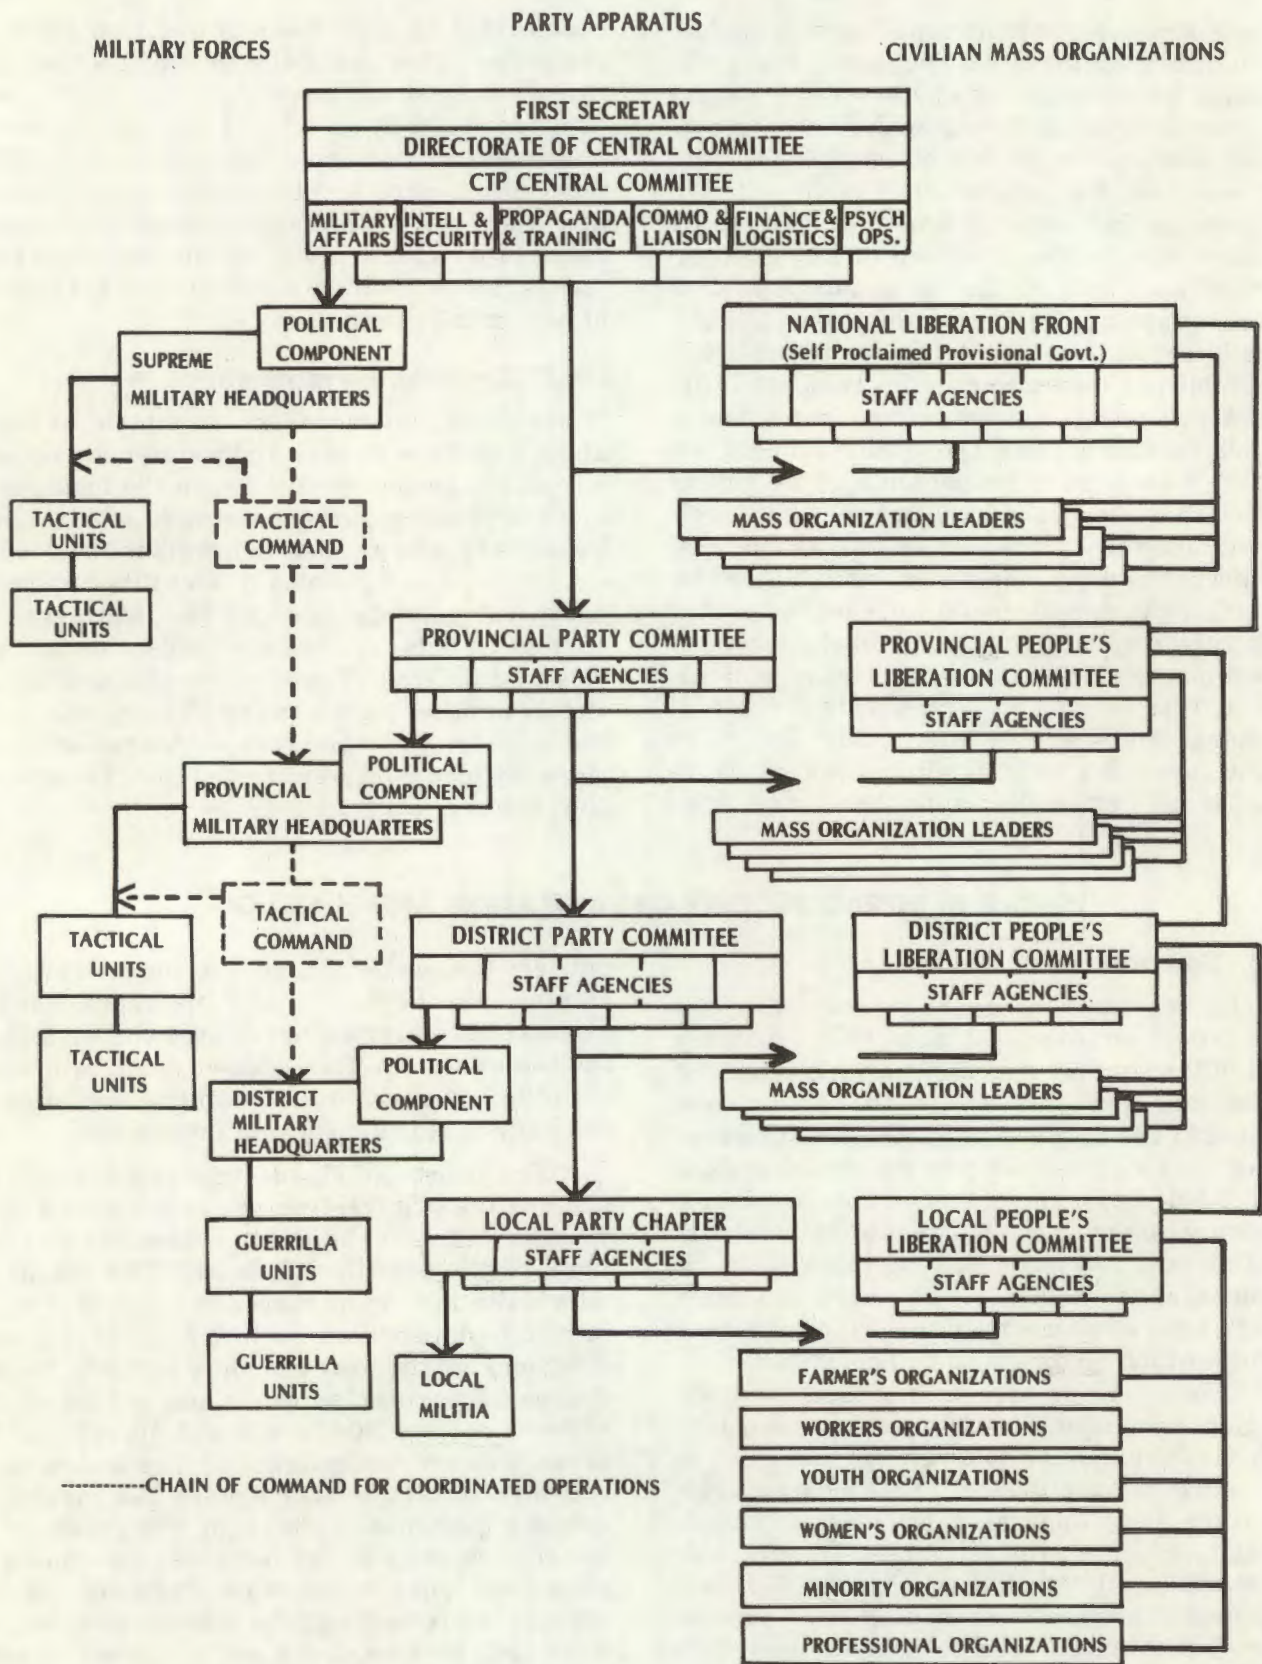 PARTY APPARATUS
MILITARY FORCES
CIVILIAN MASS ORGANIZATIONS
FIRST SECRETARY
DIRECTORATE OF CENTRAL COMMITTEE
CTP CENTRAL COMMITTEE
MILITARY
AFFAIRS
INTELL &
SECURITY
PROPAGANDA
& TRAINING
COMMO &
LIAISON
FINANCE &
LOGISTICS
PSYCH
OPS.
POLITICAL
COMPONENT
SUPREME
MILITARY HEADQUARTERS
NATIONAL LIBERATION FRONT
(Self Proclaimed Provisional Govt.)
STAFF AGENCIES
TACTICAL
UNITS
TACTICAL
COMMAND
MASS ORGANIZATION LEADERS
TACTICAL
UNITS
PROVINCIAL PARTY COMMITTEE
STAFF AGENCIES
PROVINCIAL PEOPLE'S
LIBERATION COMMITTEE
STAFF AGENCIES
POLITICAL
COMPONENT
PROVINCIAL
MILITARY HEADQUARTERS
MASS ORGANIZATION LEADERS
TACTICAL
UNITS
TACTICAL
COMMAND
DISTRICT PARTY COMMITTEE
STAFF AGENCIES
DISTRICT PEOPLE'S
LIBERATION COMMITTEE
STAFF AGENCIES
TACTICAL
UNITS
POLITICAL
COMPONENT
DISTRICT
MILITARY
HEADQUARTERS
MASS ORGANIZATION LEADERS
LOCAL PARTY CHAPTER
STAFF AGENCIES
LOCAL PEOPLE'S
LIBERATION COMMITTEE
STAFF AGENCIES
GUERRILLA
UNITS
GUERRILLA
UNITS
LOCAL
MILITIA
FARMER'S ORGANIZATIONS
WORKERS ORGANIZATIONS
YOUTH ORGANIZATIONS
WOMEN'S ORGANIZATIONS
MINORITY ORGANIZATIONS
PROFESSIONAL ORGANIZATIONS
---------CHAIN OF COMMAND FOR COORDINATED OPERATIONS